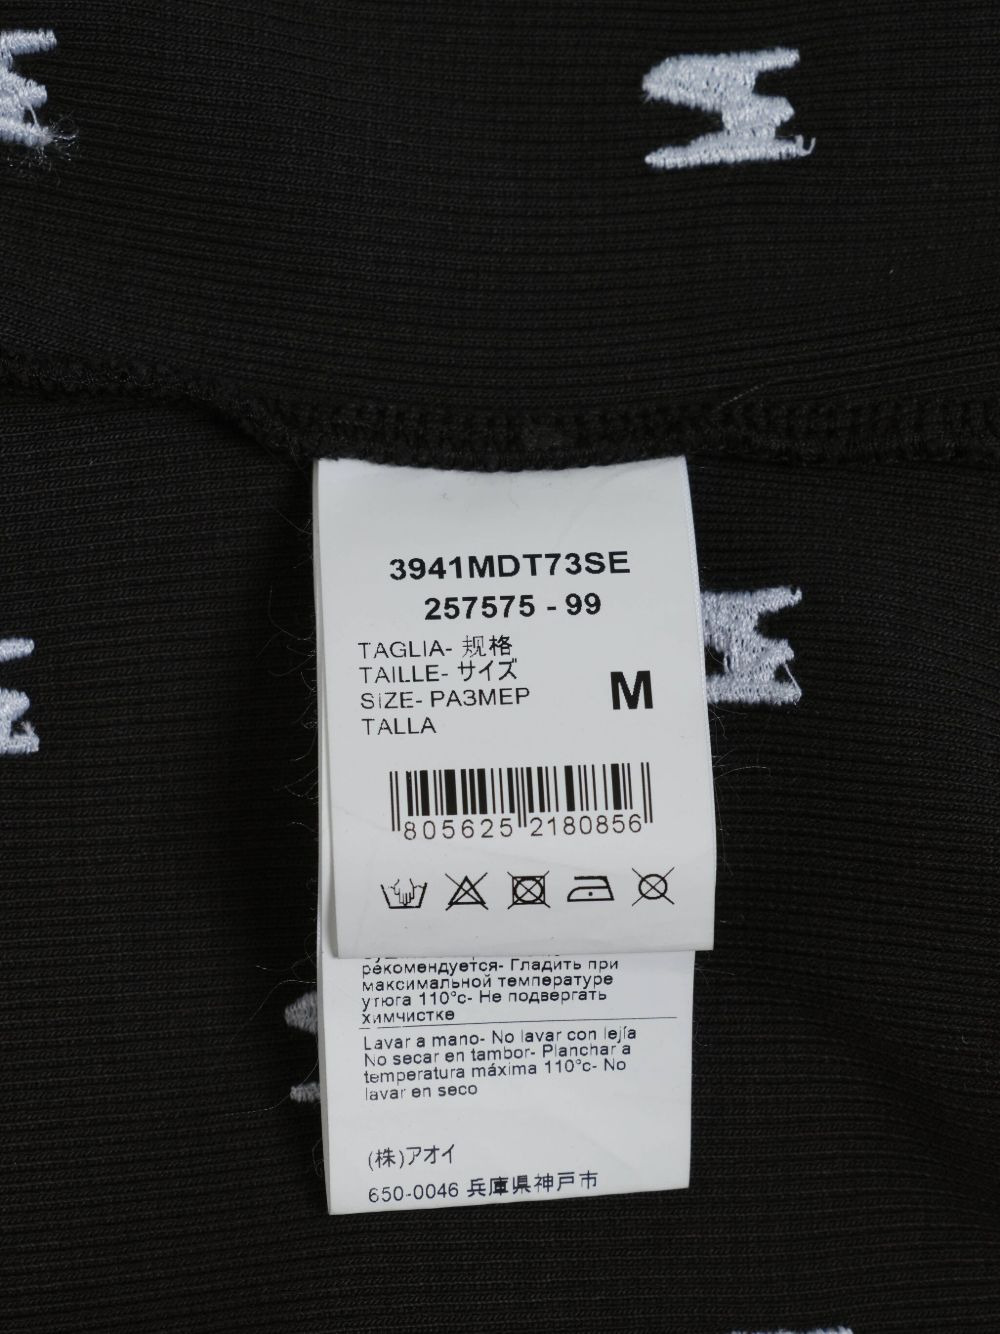 3941MDT73SE
257575 - 99
TAGLIA- 规格
TAILLE- サイズ
SIZE- РАЗМЕР
TALLA
M
805625 2180856
рекомендуется- Гладить при
максимальной температуре
утюга 110°c- Не подвергать
химчистке
Lavar a mano- No lavar con lejía
No secar en tambor- Planchar a
temperatura máxima 110°c- No
lavar en seco
(株)アオイ
650-0046 兵庫県神戸市